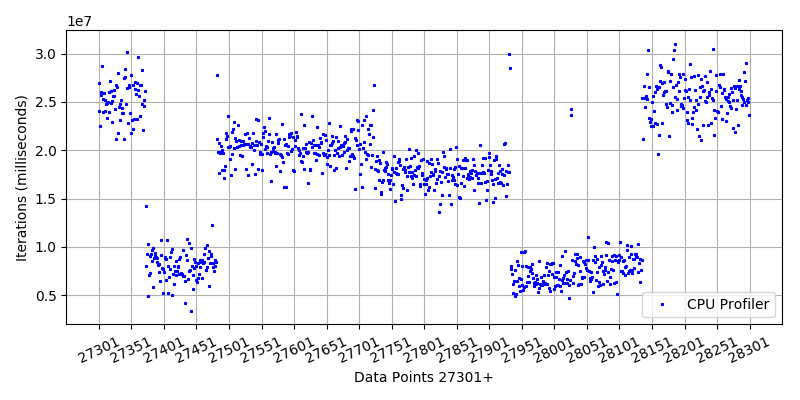 1e7
3.0
2.5
2.0
1.5
1.0
0.5
Iterations (milliseconds)
CPU Profiler
27301 27351 27401 27451 27501 27551 27601 27651 27701 27751 27801 27851 27901 27951 28001 28051 28101 28151 28201 28251 28301
Data Points 27301+